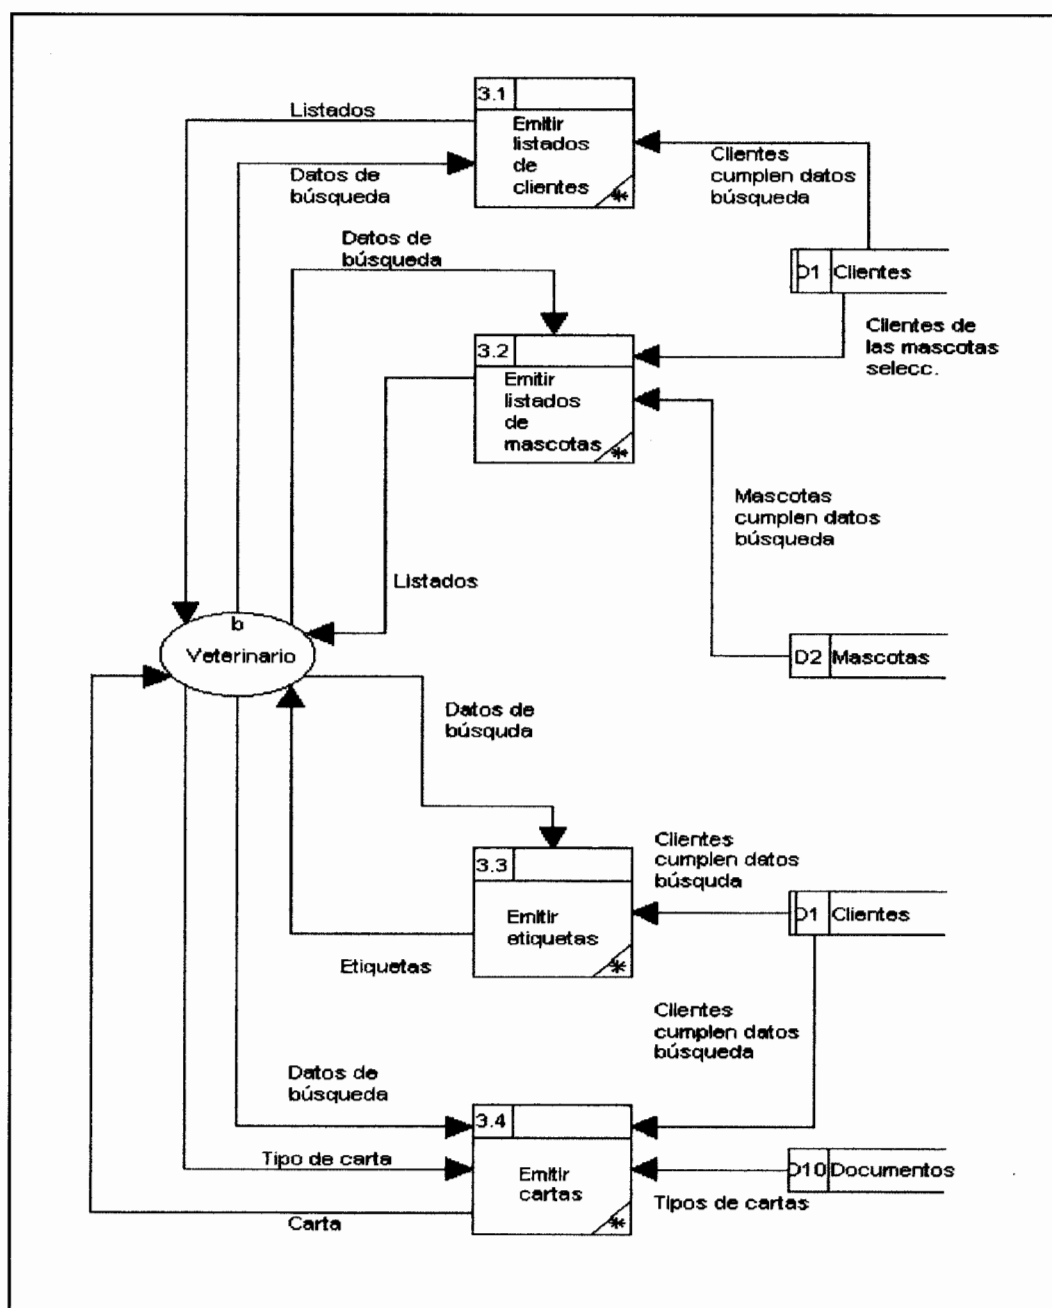 3.1
Emitir
listados
de
clientes
*
Listados
Datos de
búsqueda
Clientes
cumplen datos
búsqueda
Datos de
búsqueda
D1 Clientes
Clientes de
las mascotas
selecc.
3.2
Emitir
listados
de
mascotas
*
Mascotas
cumplen datos
búsqueda
Listados
b
Veterinario
D2 Mascotas
Datos de
búsquda
3.3
Emitir
etiquetas
*
Clientes
cumplen datos
búsquda
D1 Clientes
Etiquetas
Clientes
cumplen datos
búsqueda
Datos de
búsqueda
3.4
Emitir
cartas
*
Tipo de carta
D10 Documentos
Tipos de cartas
Carta